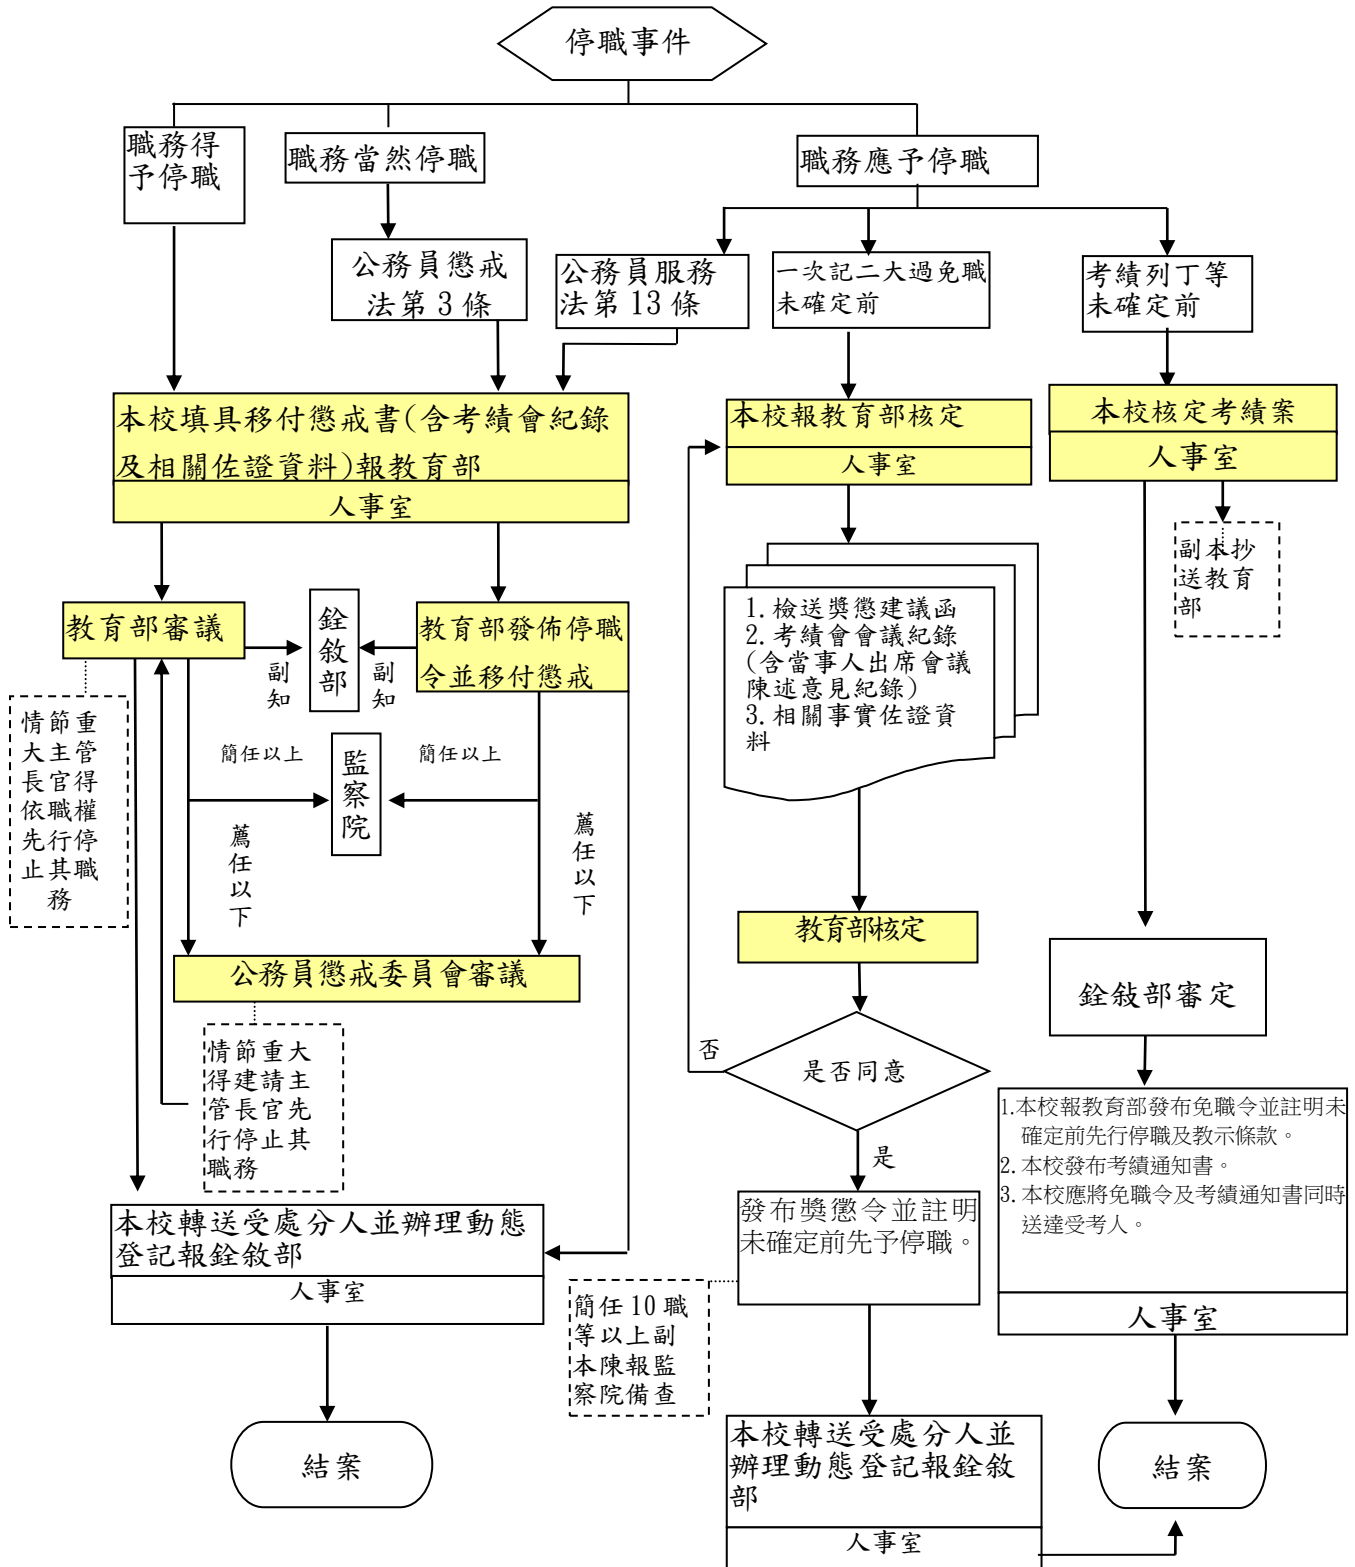 停職事件
職務得
予停職
職務當然停職
職務應予停職
公務員懲戒
法第 3 條
公務員服務
法第 13 條
一次記二大過免職
未確定前
考績列丁等
未確定前
本校填具移付懲戒書(含考績會紀錄
及相關佐證資料)報教育部
人事室
本校報教育部核定
人事室
本校核定考績案
人事室
副本抄
送教育
部
教育部審議
銓敘部
教育部發佈停職
令並移付懲戒
副知
副知
1.檢送獎懲建議函
2.考績會會議紀錄
(含當事人出席會議
陳述意見紀錄)
3.相關事實佐證資
料
情節重
大主管
長官得
依職權
先行停
止其職
務
簡任以上
監察院
簡任以上
薦任以下
薦任以下
教育部核定
公務員懲戒委員會審議
銓敍部審定
情節重大
得建請主
管長官先
行停止其
職務
否
是否同意
是
1.本校報教育部發布免職令並註明未
確定前先行停職及教示條款。
2.本校發布考績通知書。
3.本校應將免職令及考績通知書同時
送達受考人。
人事室
本校轉送受處分人並辦理動態
登記報銓敘部
人事室
發布獎懲令並註明
未確定前先予停職。
簡任 10 職
等以上副
本陳報監
察院備查
本校轉送受處分人並
辦理動態登記報銓敘
部
人事室
結案
結案